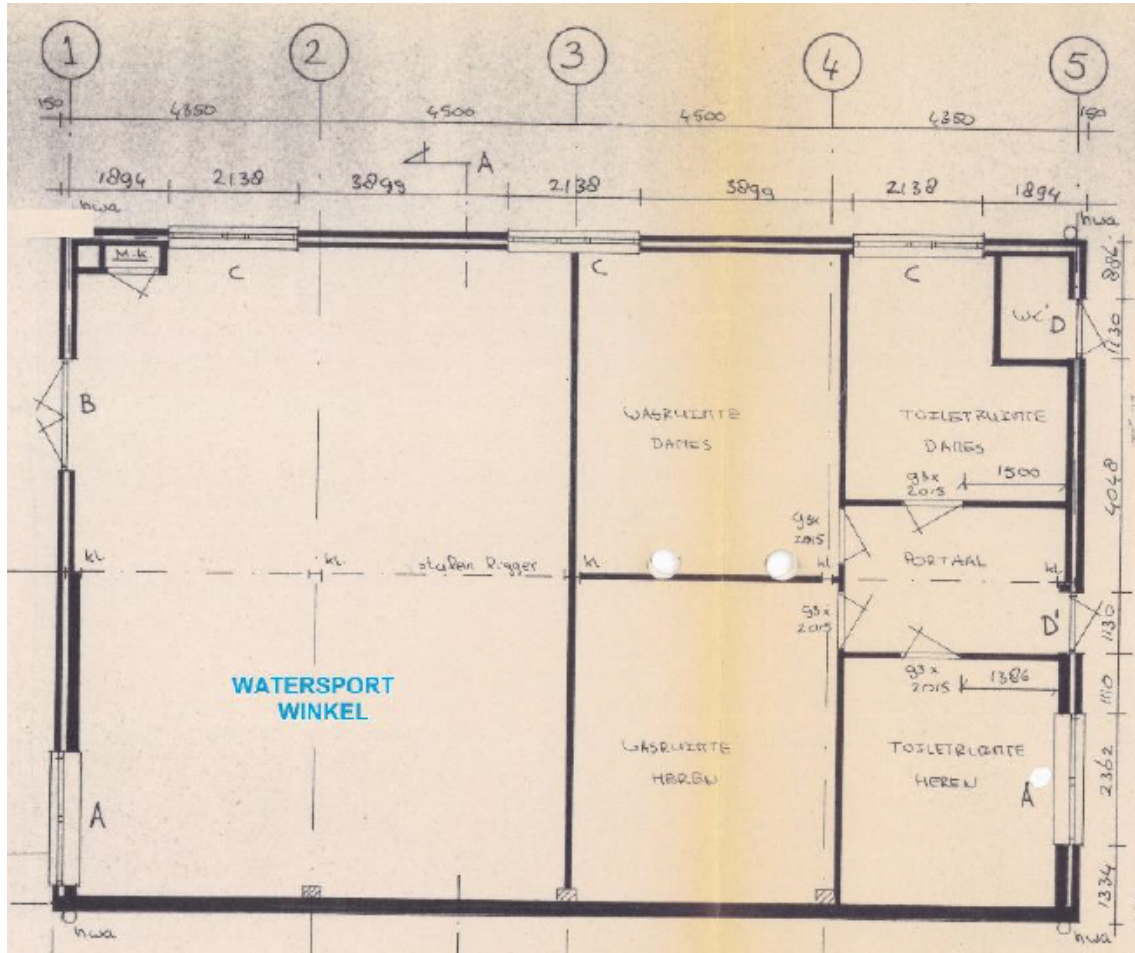 1 2 3 4 5
150 4350 4500 4500 4350 150
A
1894 2138 3899 2138 3899 2138 1894
hwa
hwa
M.K
C C C
884
WC
D
1130
B
WASRUIMTE
DAMES
TOILETRUIMTE
DAMES
93x
2015
1500
4048
93x
2015
PORTAAL
kl. kl. stalen ligger kl. kl. kl.
93x
2015
D'
1130
93x
2015
1386
1110
WATERSPORT
WINKEL
WASRUIMTE
HEREN
TOILETRUIMTE
HEREN
A
2362
A
1334
hwa
hwa